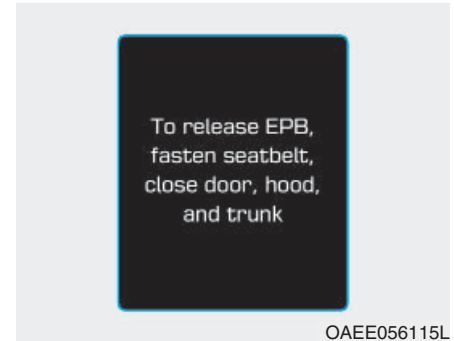 To release EPB,
fasten seatbelt,
close door, hood,
and trunk
OAEE056115L